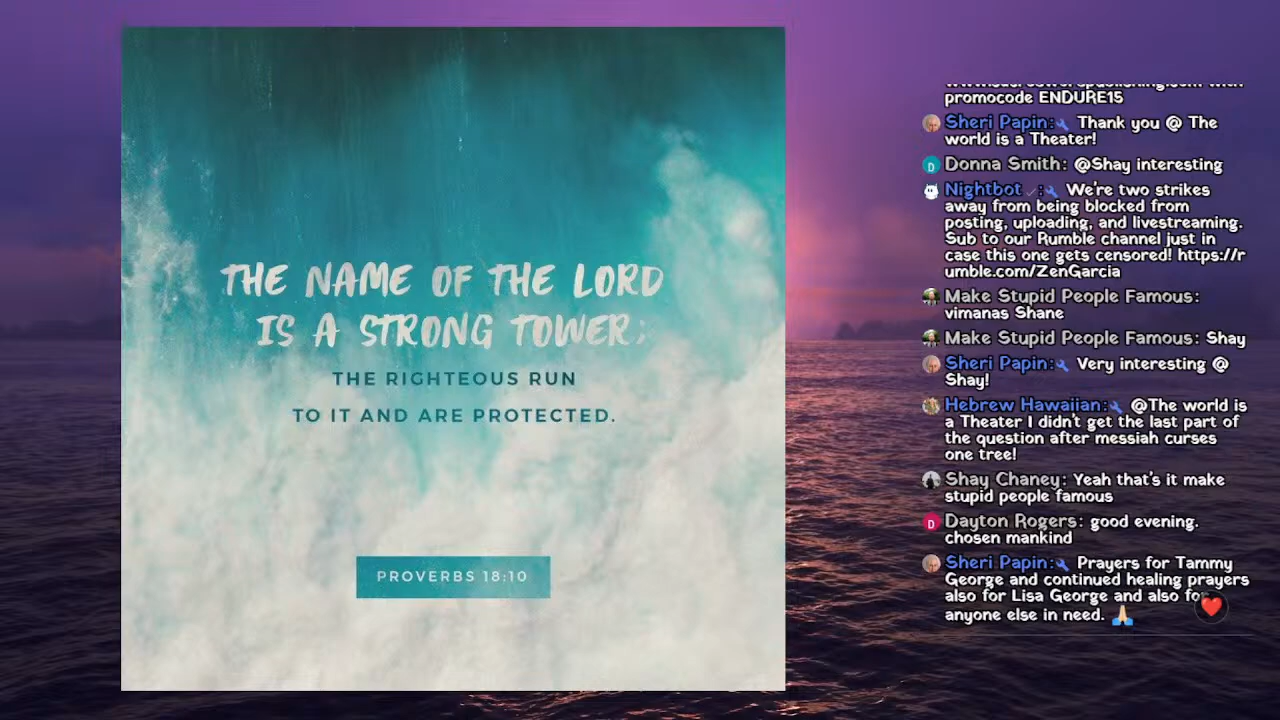 THE NAME OF THE LORD
IS A STRONG TOWER;
THE RIGHTEOUS RUN
TO IT AND ARE PROTECTED.
PROVERBS 18:10
promocode ENDURE15
Sheri Papin: Thank you @ The
world is a Theater!
D Donna Smith: @Shay interesting
Nightbot : We're two strikes
away from being blocked from
posting, uploading, and livestreaming.
Sub to our Rumble channel just in
case this one gets censored! https://r
umble.com/ZenGarcia
Make Stupid People Famous:
vimanas Shane
Make Stupid People Famous: Shay
Sheri Papin: Very interesting @
Shay!
Hebrew Hawaiian: @The world is
a Theater I didn't get the last part of
the question after messiah curses
one tree!
Shay Chaney: Yeah that's it make
stupid people famous
D Dayton Rogers: good evening.
chosen mankind
Sheri Papin: Prayers for Tammy
George and continued healing prayers
also for Lisa George and also for
anyone else in need. 🙏